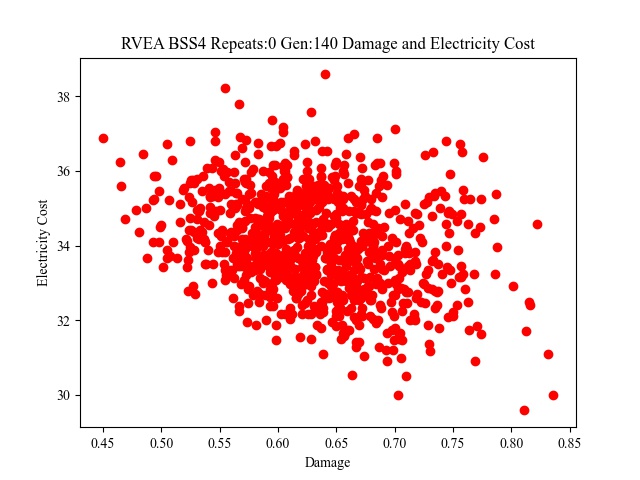 RVEA BSS4 Repeats:0 Gen:140 Damage and Electricity Cost
38
36
34
32
30
Electricity Cost
0.45 0.50 0.55 0.60 0.65 0.70 0.75 0.80 0.85
Damage